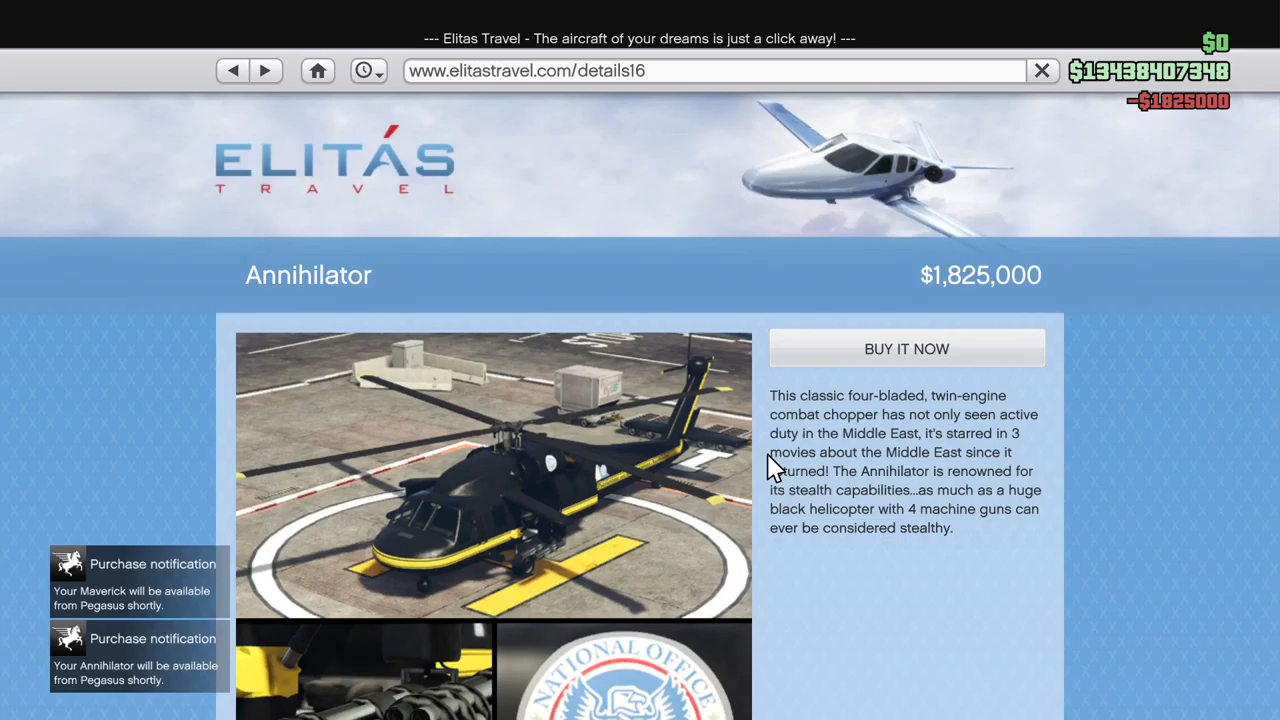 --- Elitas Travel - The aircraft of your dreams is just a click away! ---
$0
www.elitastravel.com/details16
$13438407348
-$1825000
ELITÁS
TRAVEL
Annihilator
$1,825,000
BUY IT NOW
This classic four-bladed, twin-engine
combat chopper has not only seen active
duty in the Middle East, it's starred in 3
movies about the Middle East since it
The Annihilator is renowned for
its stealth capabilities...as much as a huge
black helicopter with 4 machine guns can
ever be considered stealthy.
Purchase notification
Your Maverick will be available
from Pegasus shortly.
Purchase notification
Your Annihilator will be available
from Pegasus shortly.
NATIONAL OFFICE